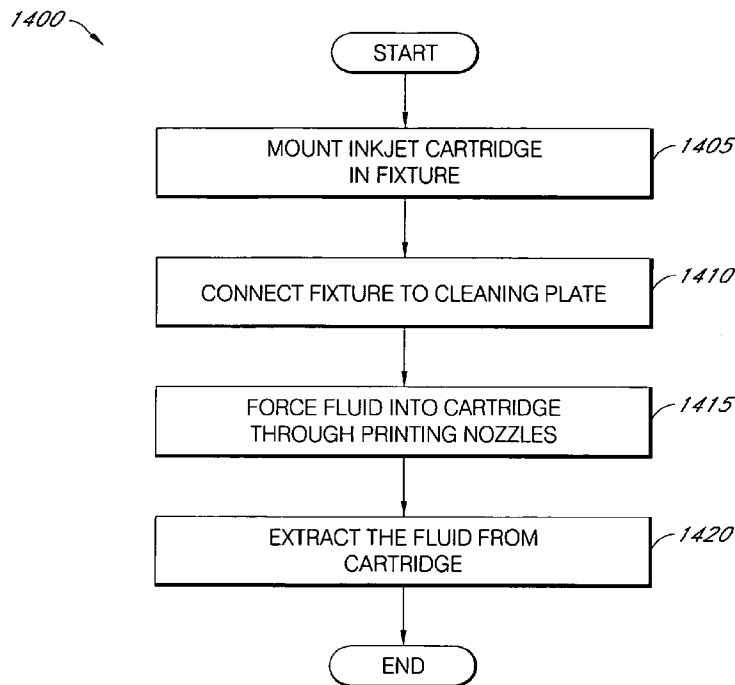 1400
START
MOUNT INKJET CARTRIDGE
IN FIXTURE
1405
CONNECT FIXTURE TO CLEANING PLATE
1410
FORCE FLUID INTO CARTRIDGE
THROUGH PRINTING NOZZLES
1415
EXTRACT THE FLUID FROM
CARTRIDGE
1420
END